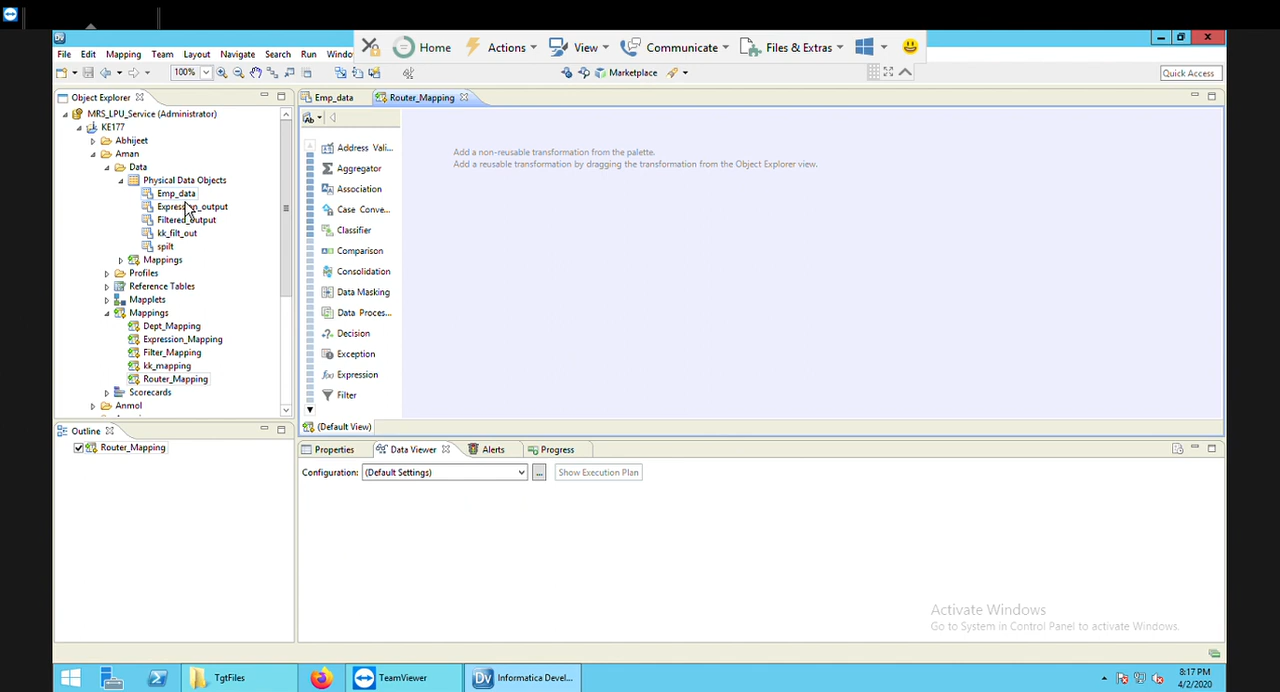 Dv
File Edit Mapping Team Layout Navigate Search Run Windo
Home Actions View Communicate Files & Extras
100% Marketplace Quick Access
Object Explorer
MRS_LPU_Service (Administrator)
KE177
Abhijeet
Aman
Data
Physical Data Objects
Emp_data
Expression_output
Filtered_output
kk_filt_out
spilt
Mappings
Profiles
Reference Tables
Mapplets
Mappings
Dept_Mapping
Expression_Mapping
Filter_Mapping
kk_mapping
Router_Mapping
Scorecards
Anmol
Outline
Router_Mapping
Emp_data Router_Mapping
Ab
Address Vali...
Aggregator
Association
Case Conve...
Classifier
Comparison
Consolidation
Data Masking
Data Proces...
Decision
Exception
Expression
Filter
Add a non-reusable transformation from the palette.
Add a reusable transformation by dragging the transformation from the Object Explorer view.
(Default View)
Properties Data Viewer Alerts Progress
Configuration: (Default Settings) ... Show Execution Plan
Activate Windows
Go to System in Control Panel to activate Windows.
TgtFiles TeamViewer Dv Informatica Devel... 8:17 PM
4/2/2020